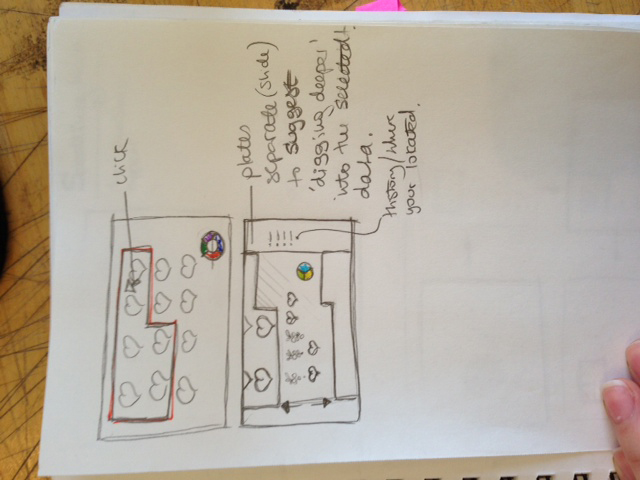 click
plates
separate (slide)
to suggest
'digging deeper'
into the selected
data.
History/where
your located.